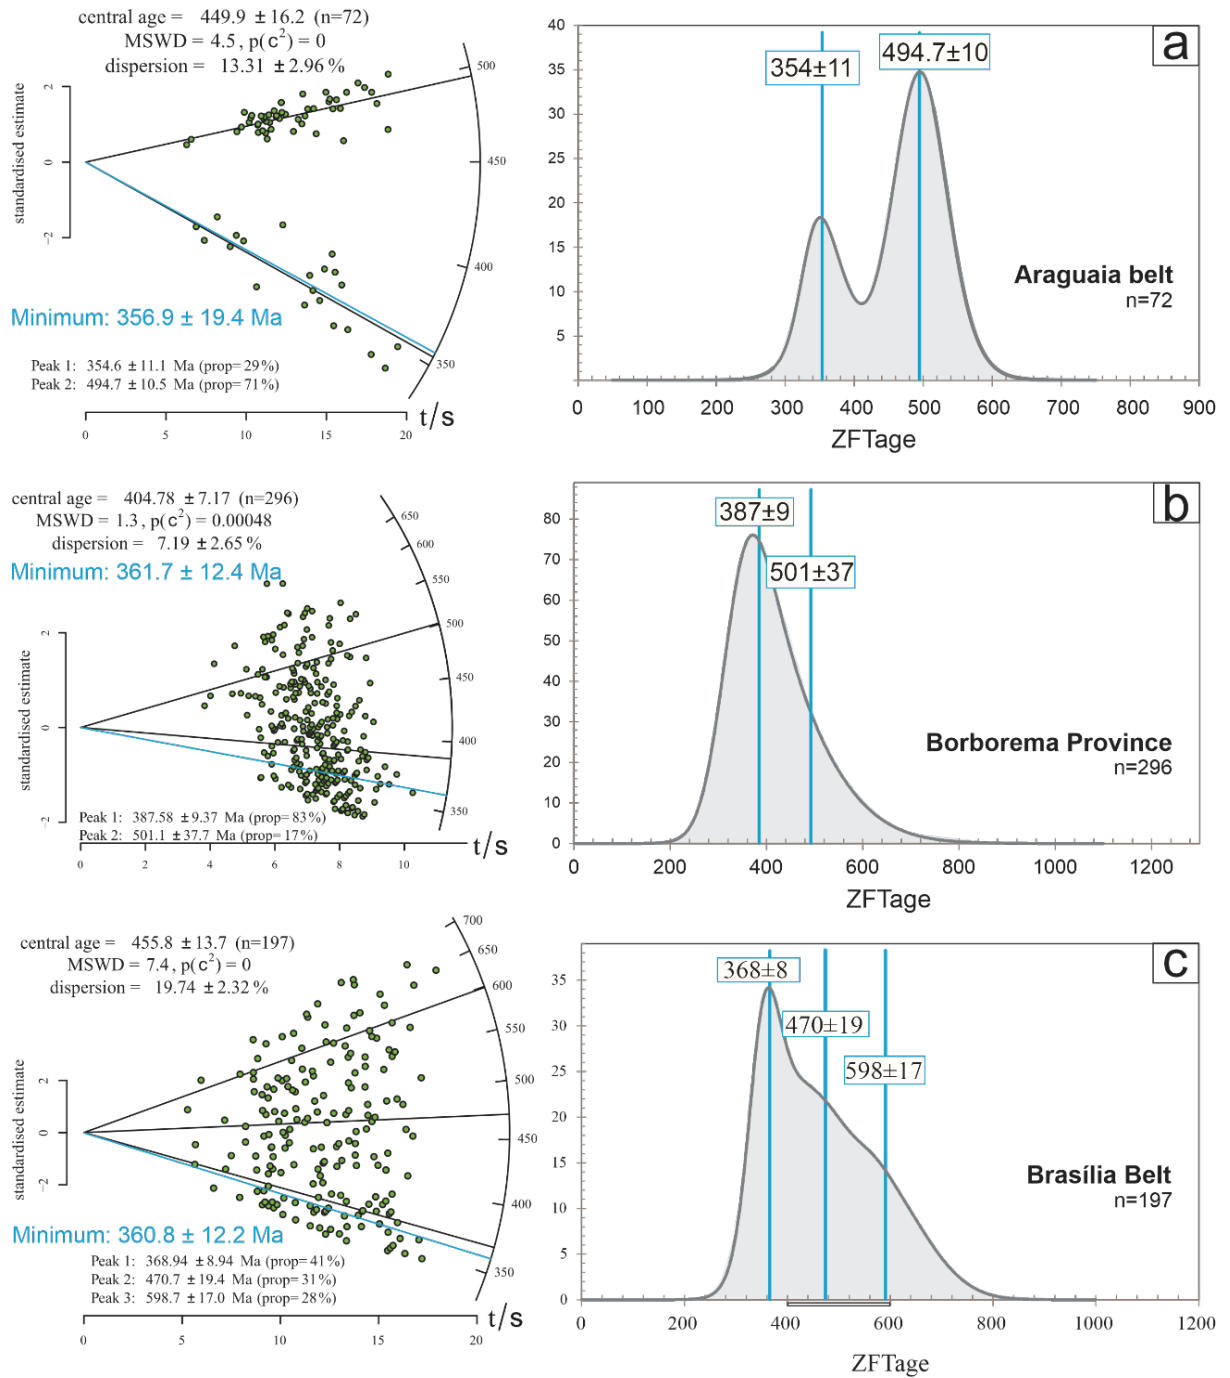 central age = 449.9 ± 16.2 (n=72)
MSWD = 4.5, p(c²) = 0
dispersion = 13.31 ± 2.96 %
standardised estimate
2
0
−2
500
450
400
350
Minimum: 356.9 ± 19.4 Ma
Peak 1: 354.6 ± 11.1 Ma (prop= 29%)
Peak 2: 494.7 ± 10.5 Ma (prop= 71%)
t/s
0 5 10 15 20
a
354±11
494.7±10
40
35
30
25
20
15
10
5
Araguaia belt
n=72
0 100 200 300 400 500 600 700 800 900
ZFTage
central age = 404.78 ± 7.17 (n=296)
MSWD = 1.3, p(c²) = 0.00048
dispersion = 7.19 ± 2.65 %
Minimum: 361.7 ± 12.4 Ma
standardised estimate
2
0
−2
650
600
550
500
450
400
350
Peak 1: 387.58 ± 9.37 Ma (prop= 83%)
Peak 2: 501.1 ± 37.7 Ma (prop= 17%)
t/s
0 2 4 6 8 10
b
387±9
501±37
80
70
60
50
40
30
20
10
0
Borborema Province
n=296
0 200 400 600 800 1000 1200
ZFTage
central age = 455.8 ± 13.7 (n=197)
MSWD = 7.4, p(c²) = 0
dispersion = 19.74 ± 2.32 %
standardised estimate
2
0
−2
700
650
600
550
500
450
400
350
Minimum: 360.8 ± 12.2 Ma
Peak 1: 368.94 ± 8.94 Ma (prop= 41%)
Peak 2: 470.7 ± 19.4 Ma (prop= 31%)
Peak 3: 598.7 ± 17.0 Ma (prop= 28%)
t/s
0 5 10 15 20
c
368±8
470±19
598±17
35
30
25
20
15
10
5
0
Brasília Belt
n=197
0 200 400 600 800 1000 1200
ZFTage